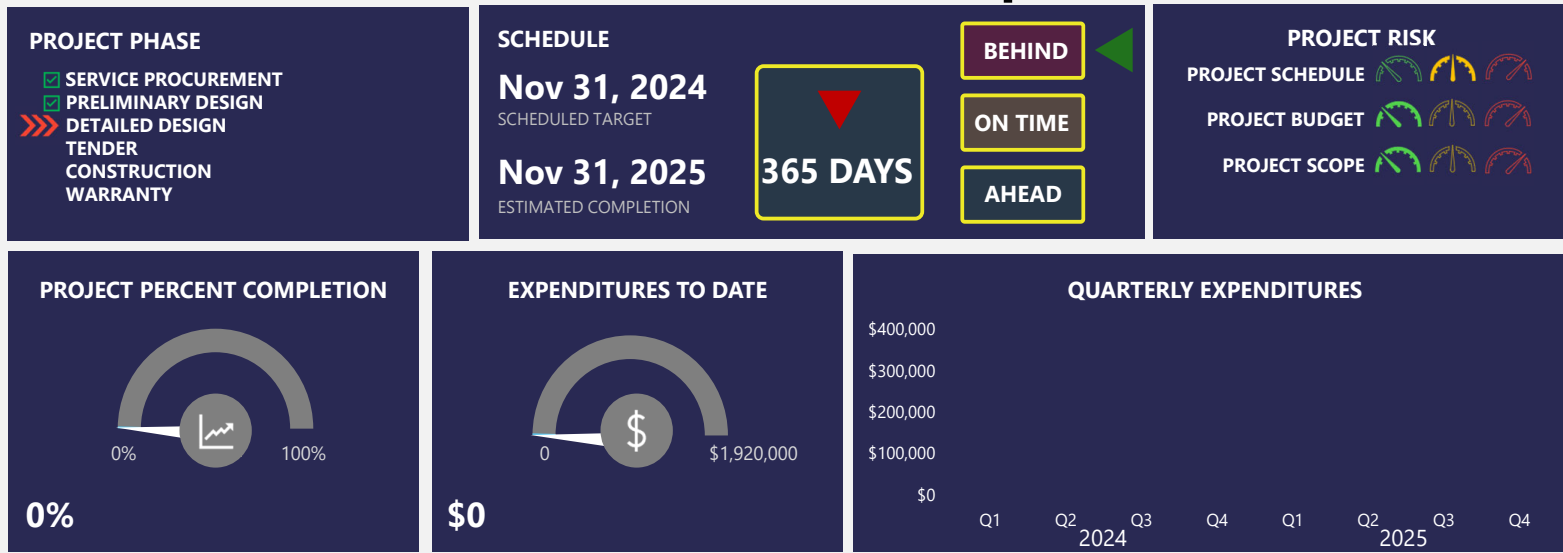 PROJECT PHASE
SERVICE PROCUREMENT
PRELIMINARY DESIGN
DETAILED DESIGN
TENDER
CONSTRUCTION
WARRANTY
SCHEDULE
Nov 31, 2024
SCHEDULED TARGET
Nov 31, 2025
ESTIMATED COMPLETION
365 DAYS
BEHIND
ON TIME
AHEAD
PROJECT RISK
PROJECT SCHEDULE
PROJECT BUDGET
PROJECT SCOPE
PROJECT PERCENT COMPLETION
0% 100%
0%
EXPENDITURES TO DATE
$
0 $1,920,000
$0
QUARTERLY EXPENDITURES
$400,000
$300,000
$200,000
$100,000
$0
Q1 Q2 Q3 Q4 Q1 Q2 Q3 Q4
2024 2025